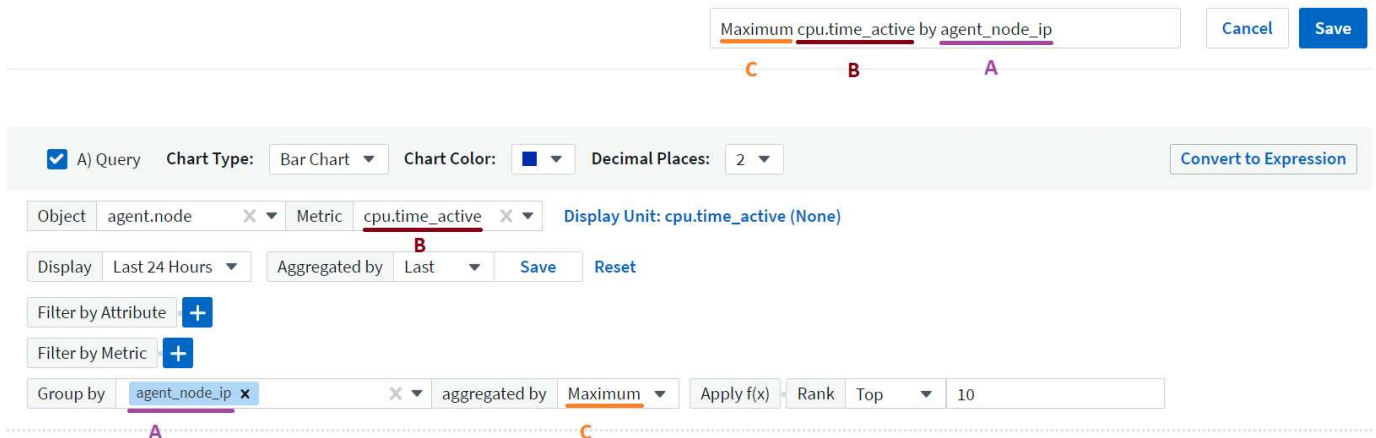 Maximum cpu.time_active by agent_node_ip Cancel Save
C B A
A) Query Chart Type: Bar Chart Chart Color: Decimal Places: 2 Convert to Expression
Object agent.node Metric cpu.time_active Display Unit: cpu.time_active (None)
B
Display Last 24 Hours Aggregated by Last Save Reset
Filter by Attribute +
Filter by Metric +
Group by agent_node_ip x aggregated by Maximum Apply f(x) Rank Top 10
A C